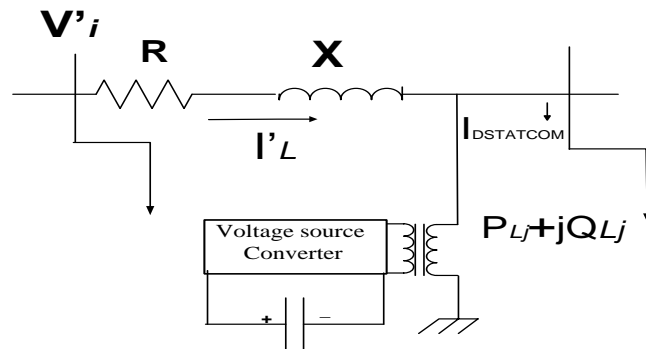 V'i
R
X
I'L
IDSTATCOM
PLj+jQLj
Voltage source
Converter
+
–